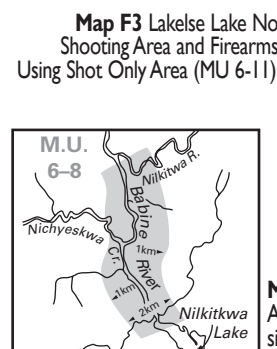 Map F3 Lakelse Lake No
Shooting Area and Firearms
Using Shot Only Area (MU 6-11)
M.U.
6–8
Nilkitwa R.
Babine
River
Nichyeskwa
Cr.
1km
1km
2km
Nilkitkwa
Lake
M
A
si